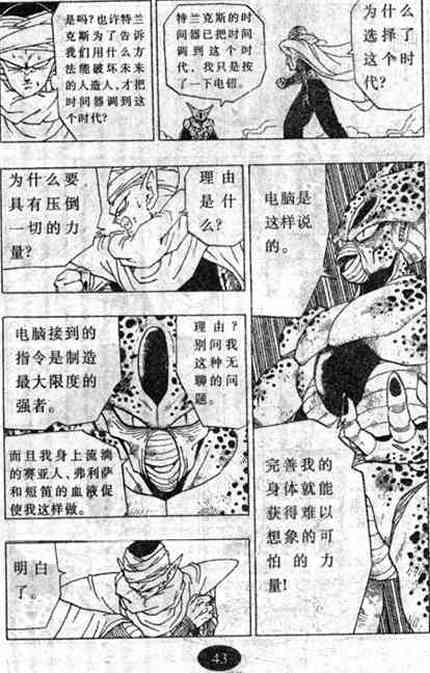 为什么
选择了
这个时
代?
特兰克斯的时
间器已把时间
调到这个时
代，我只是按
了一下电钮。
是吗?也许特兰
克斯为了告诉
我们用什么方
法能破坏未来
的人造人,才把
时间器调到这
个时代?
电脑是
这样说
的。
完善我的
身体就能
获得难以
想象的可
怕的力
量!
理由
是什
么?
为什么要
具有压倒
一切的力
量?
理由?
别问我
这种无
聊的问
题。
电脑接到的
指令是制造
最大限度的
强者。
而且我身上流淌
的赛亚人、弗利萨
和短笛的血液促
使我这样做。
明白
了。
43